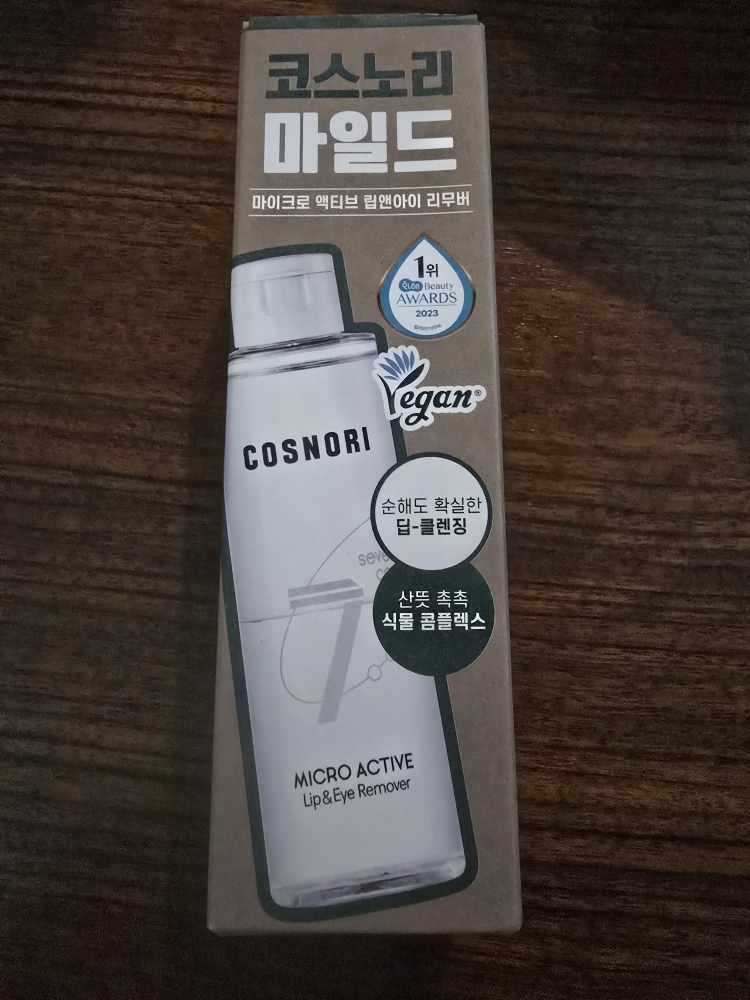 코스노리
마일드
마이크로 액티브 립앤아이 리무버
1위
Beauty
AWARDS
2023
Vegan®
COSNORI
순해도 확실한
딥-클렌징
산뜻 촉촉
식물 콤플렉스
7
MICRO ACTIVE
Lip&Eye Remover